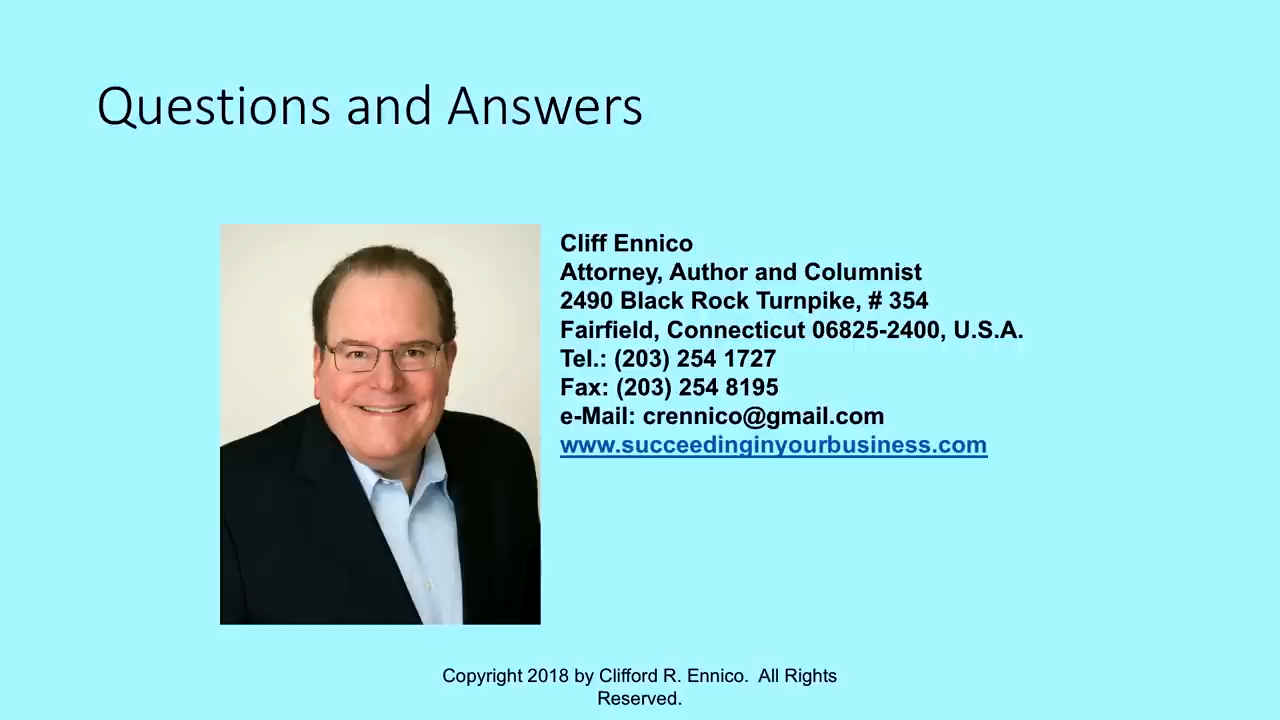 Questions and Answers
Cliff Ennico
Attorney, Author and Columnist
2490 Black Rock Turnpike, # 354
Fairfield, Connecticut 06825-2400, U.S.A.
Tel.: (203) 254 1727
Fax: (203) 254 8195
e-Mail: crennico@gmail.com
www.succeedinginyourbusiness.com
Copyright 2018 by Clifford R. Ennico.  All Rights
Reserved.